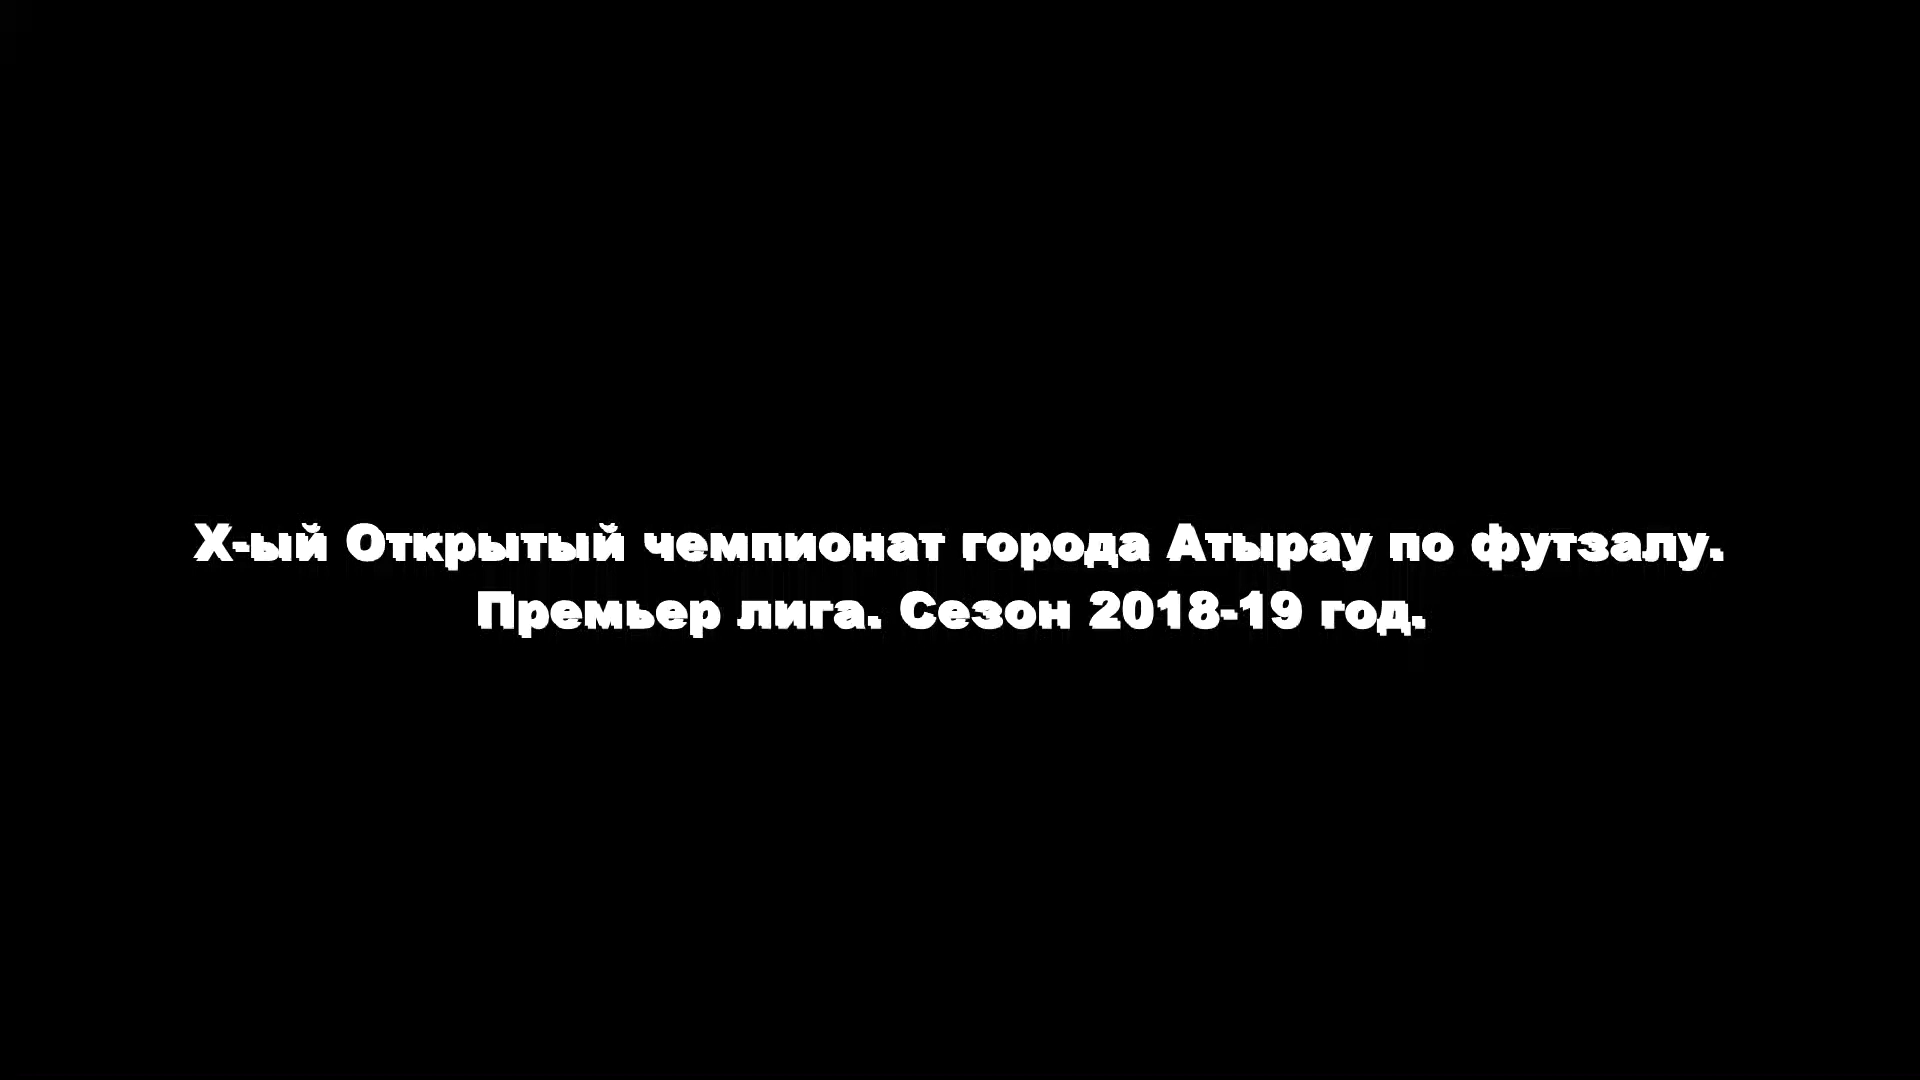 Х-ый Открытый чемпионат города Атырау по футзалу.
Премьер лига. Сезон 2018-19 год.